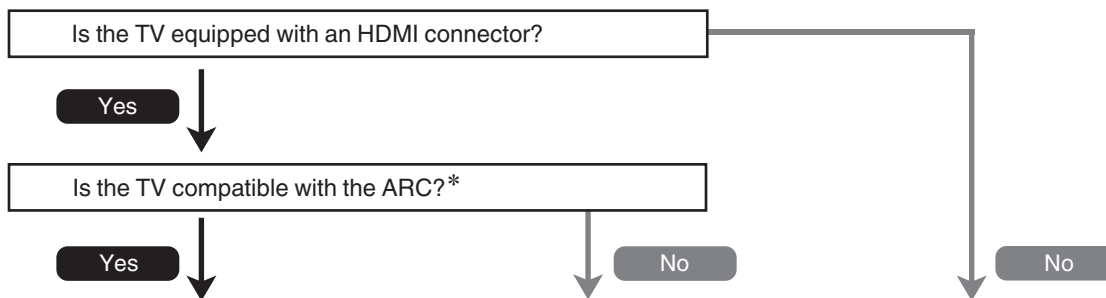 Is the TV equipped with an HDMI connector?
Yes
Is the TV compatible with the ARC?*
Yes
No
No